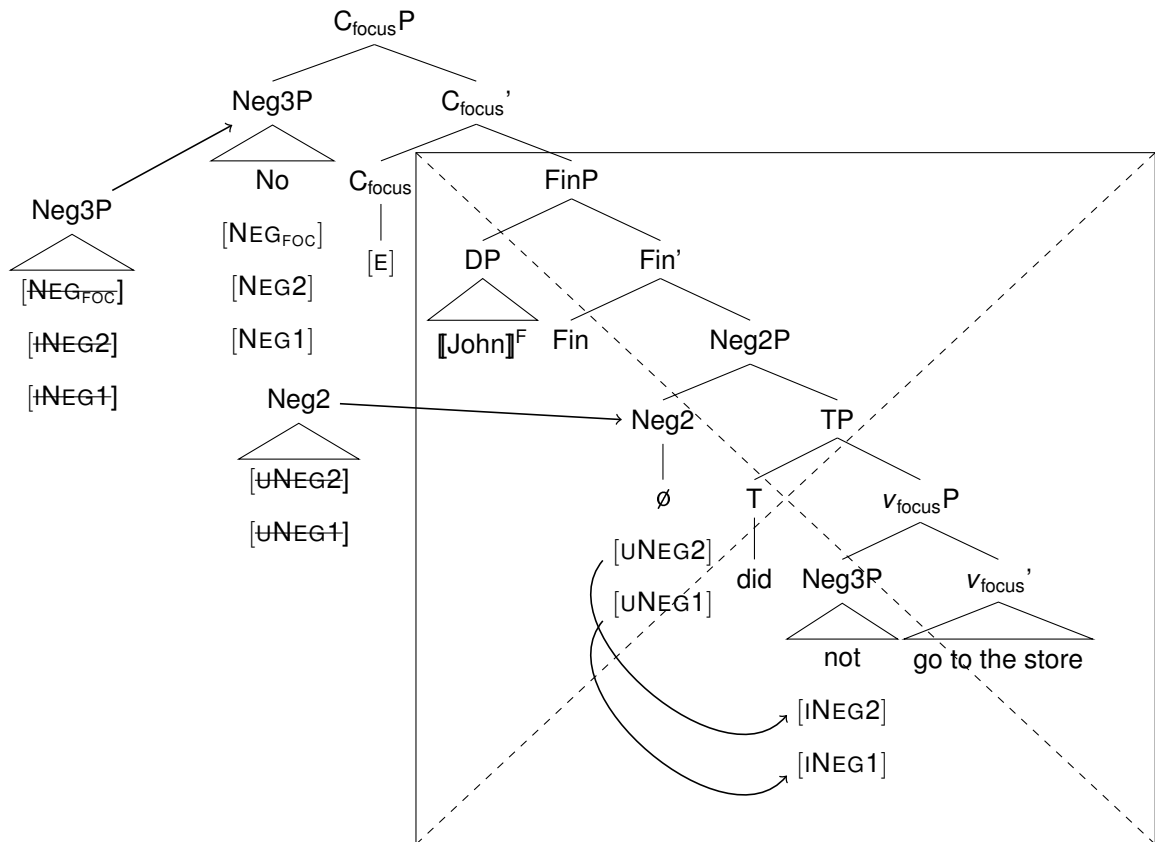 CfocusP
Neg3P Cfocus'
No Cfocus FinP
Neg3P
[NEGFOC] [E] DP Fin'
[NEGFOC]
[INEG2]
[INEG1]
[NEG2]
[NEG1]
⟦John⟧F Fin Neg2P
Neg2 Neg2 TP
[UNEG2]
[UNEG1]
ø T vfocusP
[UNEG2]
[UNEG1]
did Neg3P vfocus'
not go to the store
[INEG2]
[INEG1]